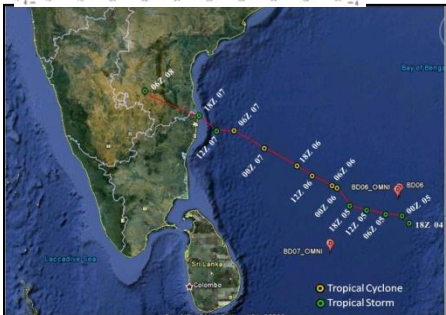 06Z 08
18Z 07
06Z 07
12Z 07
00Z 07
18Z 06
12Z 06
06Z 06
00Z 06
18Z 05
12Z 05
06Z 05
00Z 05
18Z 04
Bay of Benga
BD06_OMNI
BD06
BD07_OMNI
Laccadive Sea
Sri Lanka
Colombo
Tropical Cyclone
Tropical Storm